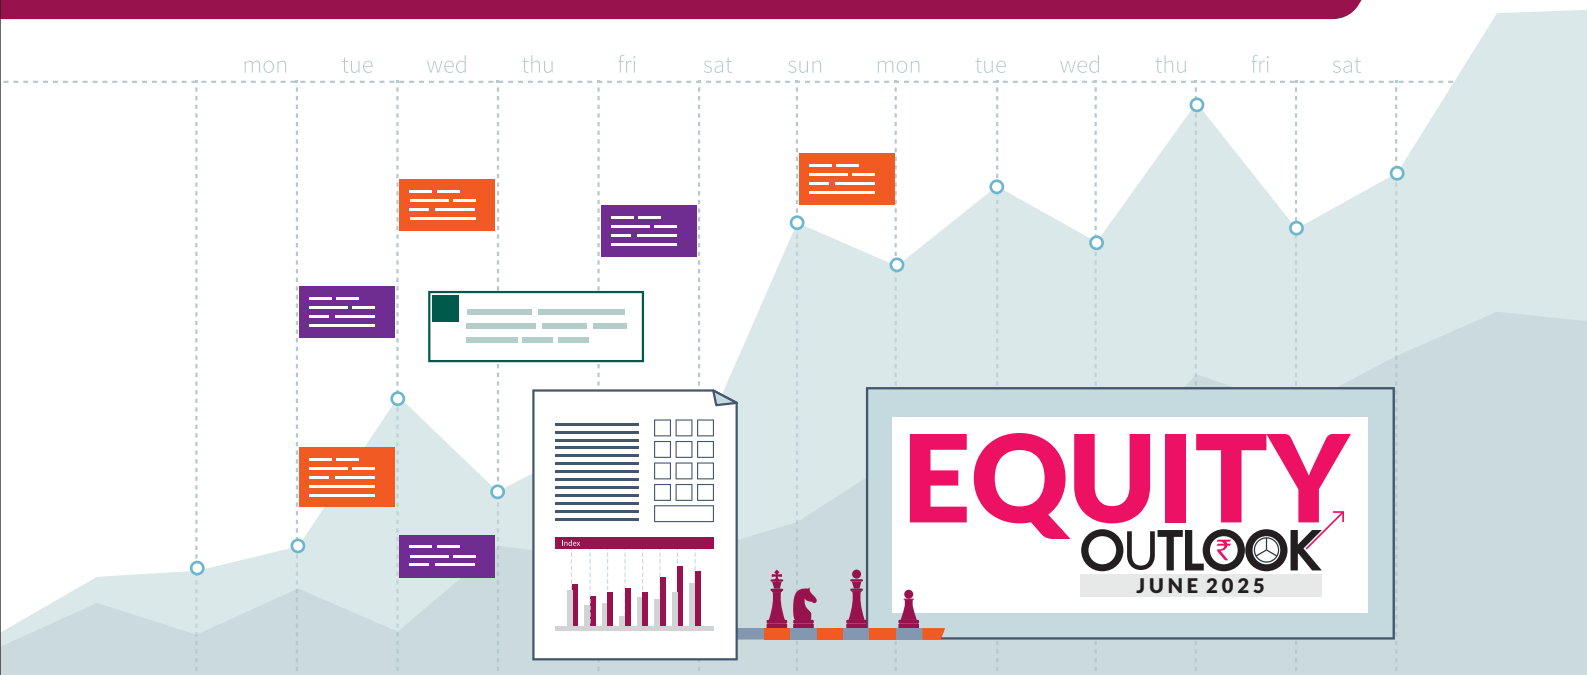 mon tue wed thu fri sat sun mon tue wed thu fri sat
Index
EQUITY
OUTLOOK
JUNE 2025